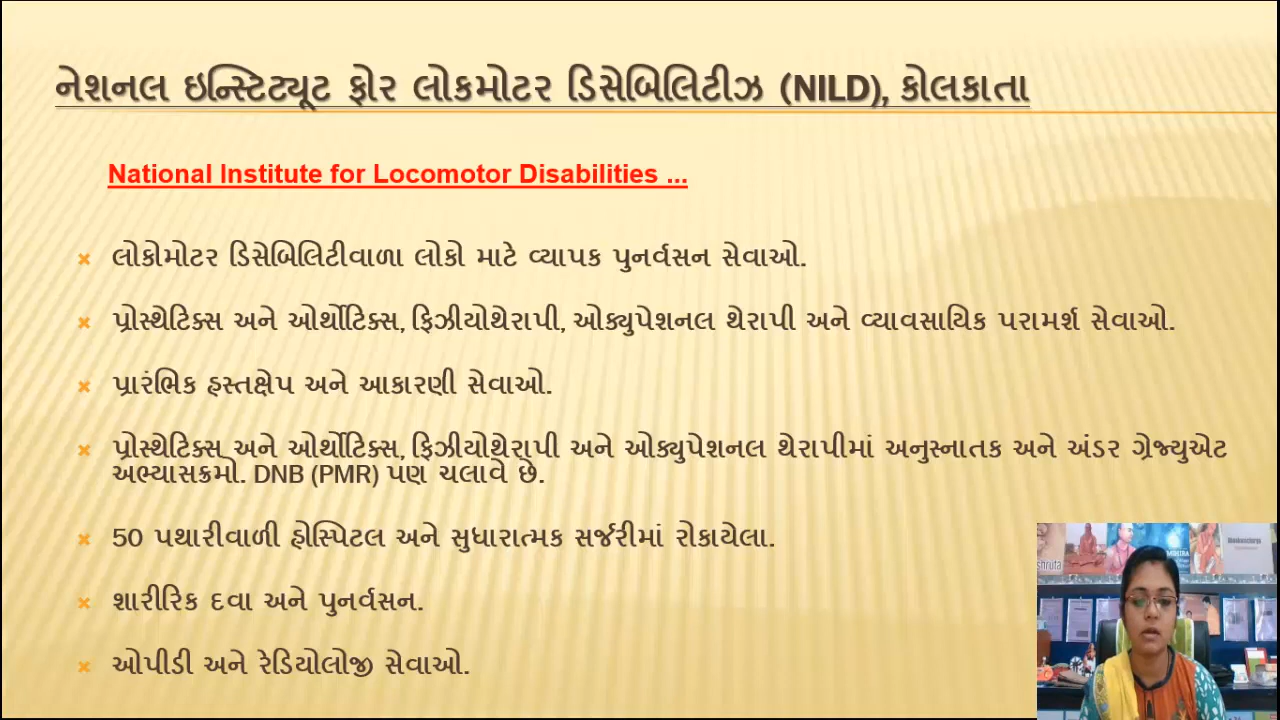 નેશનલ ઇન્સ્ટિટ્યૂટ ફોર લોકમોટર ડિસેબિલિટીઝ (NILD), કોલકાતા
National Institute for Locomotor Disabilities ...
લોકોમોટર ડિસેબિલિટીવાળા લોકો માટે વ્યાપક પુનર્વસન સેવાઓ.
પ્રોસ્થેટિક્સ અને ઓર્થોટિક્સ, ફિઝીયોથેરાપી, ઓક્યુપેશનલ થેરાપી અને વ્યાવસાયિક પરામર્શ સેવાઓ.
પ્રારંભિક હસ્તક્ષેપ અને આકારણી સેવાઓ.
પ્રોસ્થેટિક્સ અને ઓર્થોટિક્સ, ફિઝીયોથેરાપી અને ઓક્યુપેશનલ થેરાપીમાં અનુસ્નાતક અને અંડર ગ્રેજ્યુએટ
અભ્યાસક્રમો. DNB (PMR) પણ ચલાવે છે.
50 પથારીવાળી હોસ્પિટલ અને સુધારાત્મક સર્જરીમાં રોકાયેલા.
શારીરિક દવા અને પુનર્વસન.
ઓપીડી અને રેડિયોલોજી સેવાઓ.